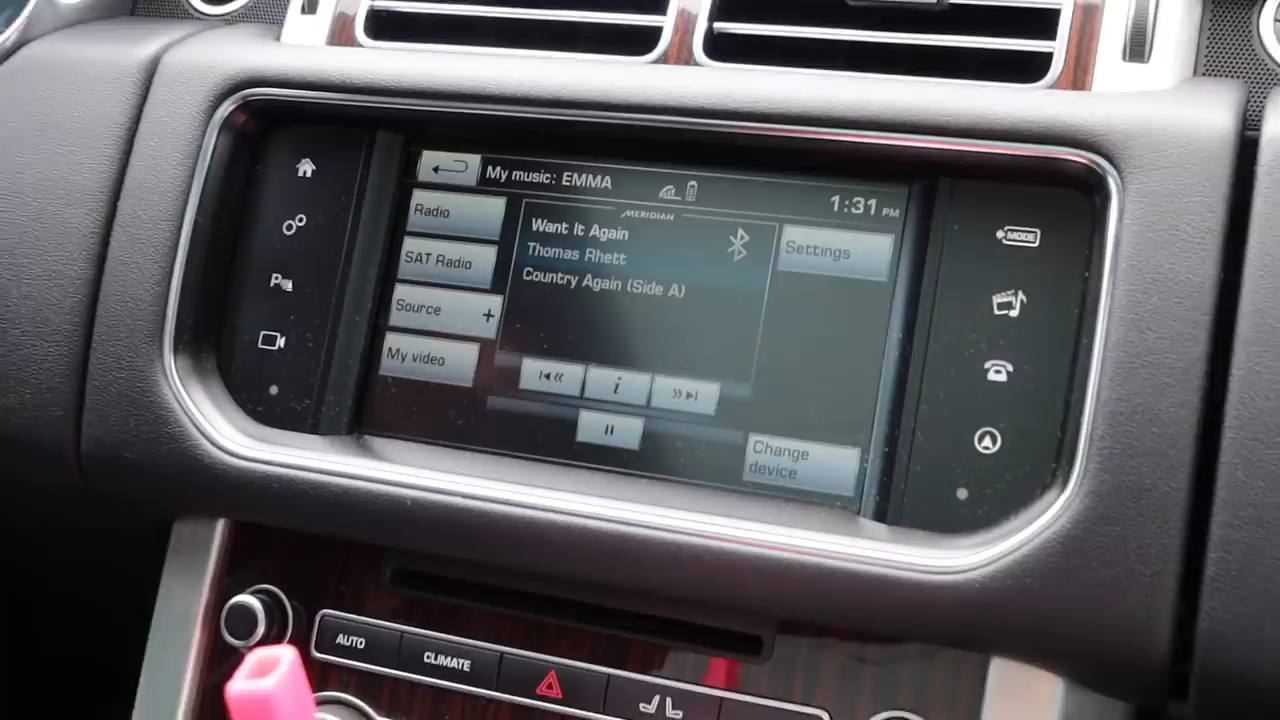 My music: EMMA
1:31 PM
MERIDIAN
Radio
SAT Radio
Source +
My video
Want It Again
Thomas Rhett
Country Again (Side A)
i
Settings
Change
device
MODE
P
AUTO
CLIMATE